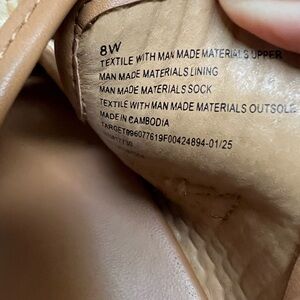 8W
TEXTILE WITH MAN MADE MATERIALS UPPER
MAN MADE MATERIALS LINING
MAN MADE MATERIALS SOCK
TEXTILE WITH MAN MADE MATERIALS OUTSOLE
MADE IN CAMBODIA
TARGET096077619F00424894-01/25